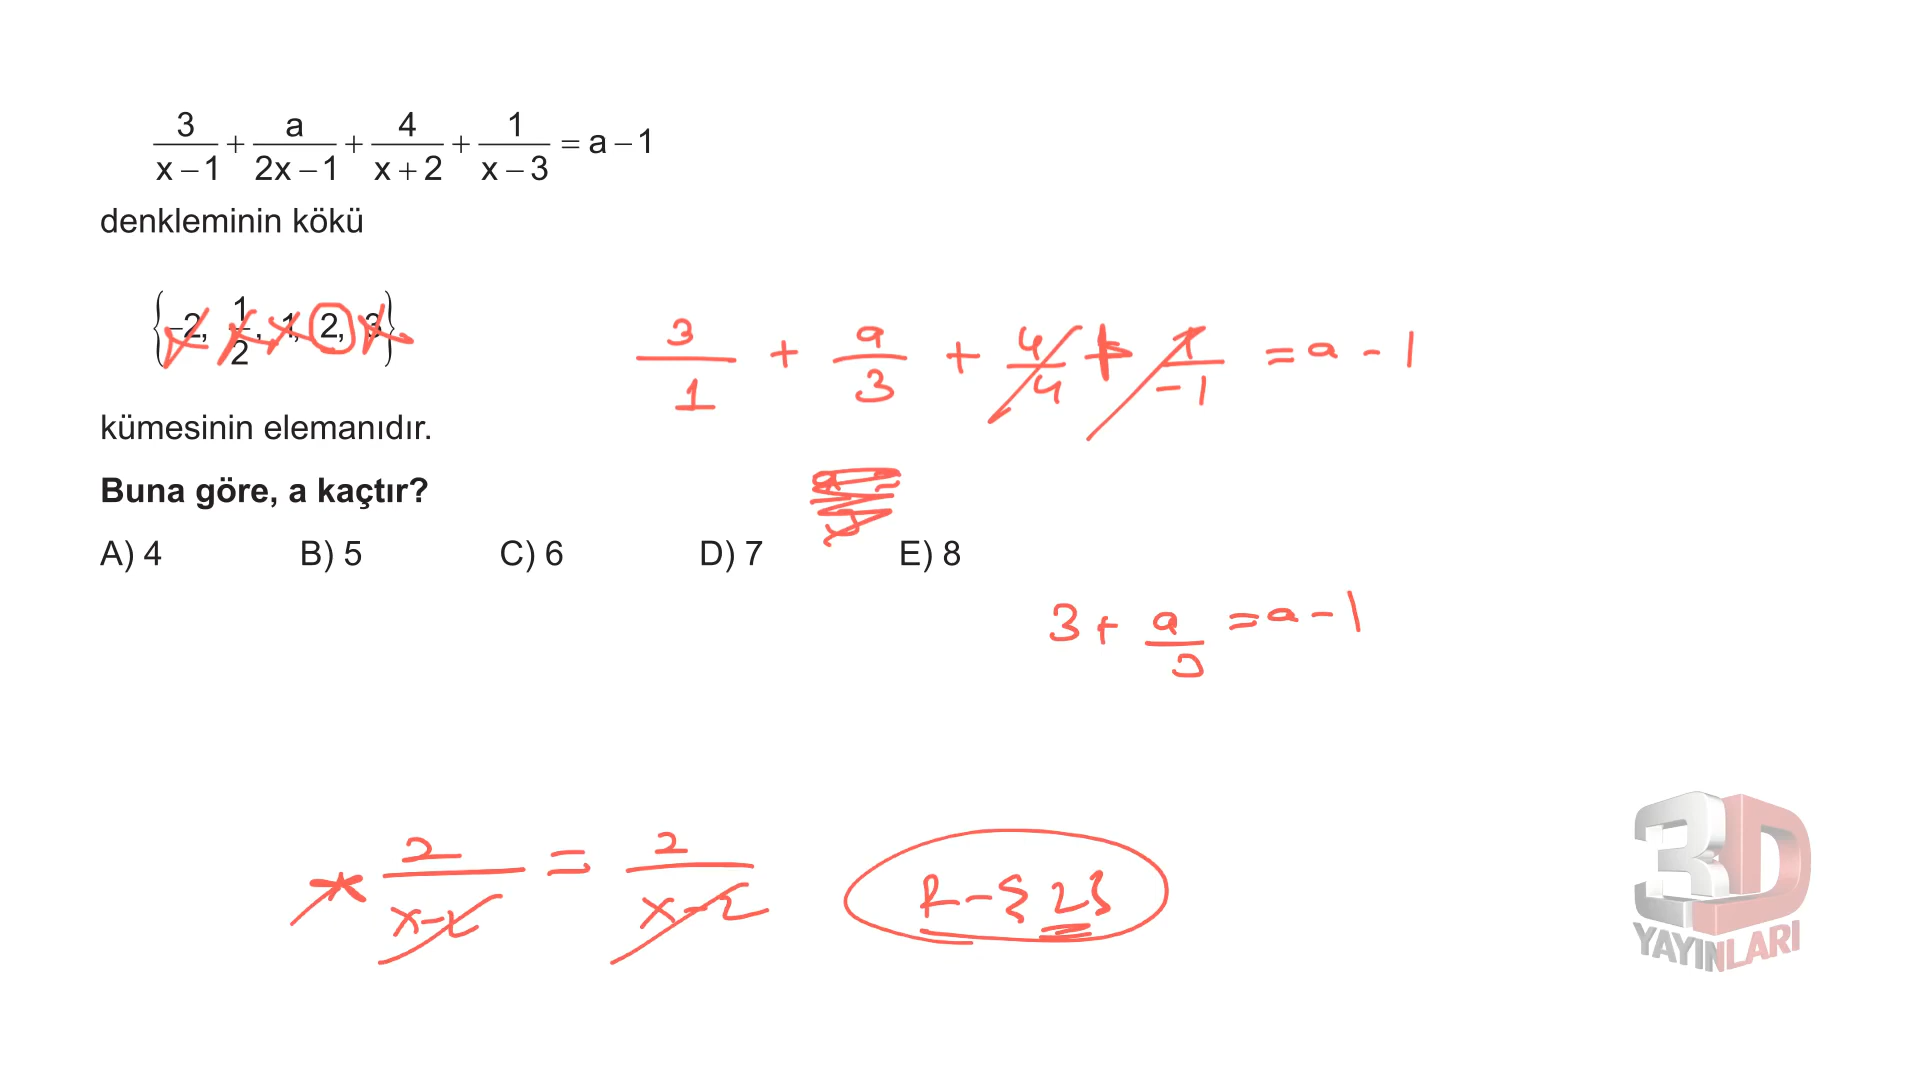 3/(x−1) + a/(2x−1) + 4/(x+2) + 1/(x−3) = a−1
denkleminin kökü
{−2, 1/2, 1, 2, 3}
3/1 + a/3 + 4/4 + 1/−1 = a − 1
kümesinin elemanıdır.
Buna göre, a kaçtır?
A) 4 B) 5 C) 6 D) 7 E) 8
3 + a/3 = a − 1
* 2/(x−2) = 2/(x−2) R − {2}
3D
YAYINLARI